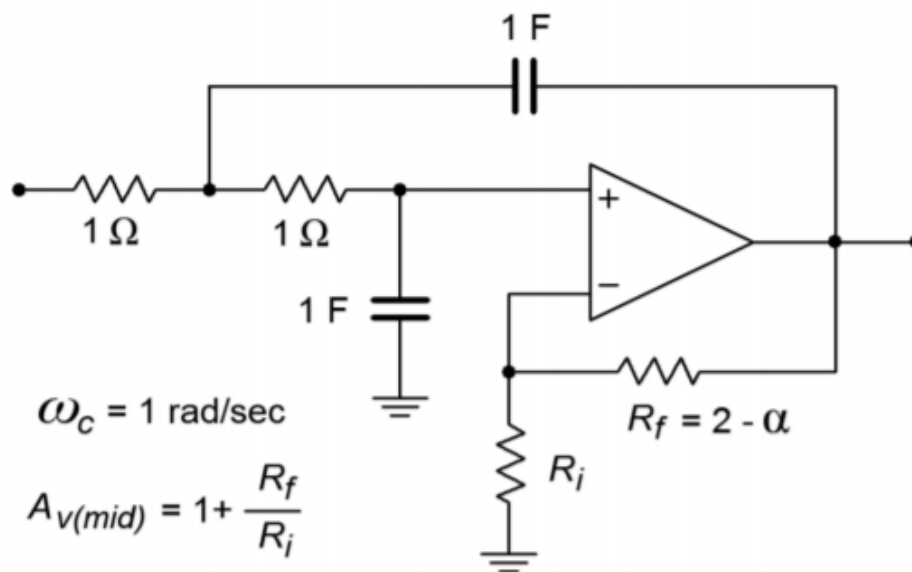 1 F
1 Ω
1 Ω
+
−
1 F
ω_c = 1 rad/sec
R_f = 2 - α
R_i
A_v(mid) = 1+ R_f / R_i